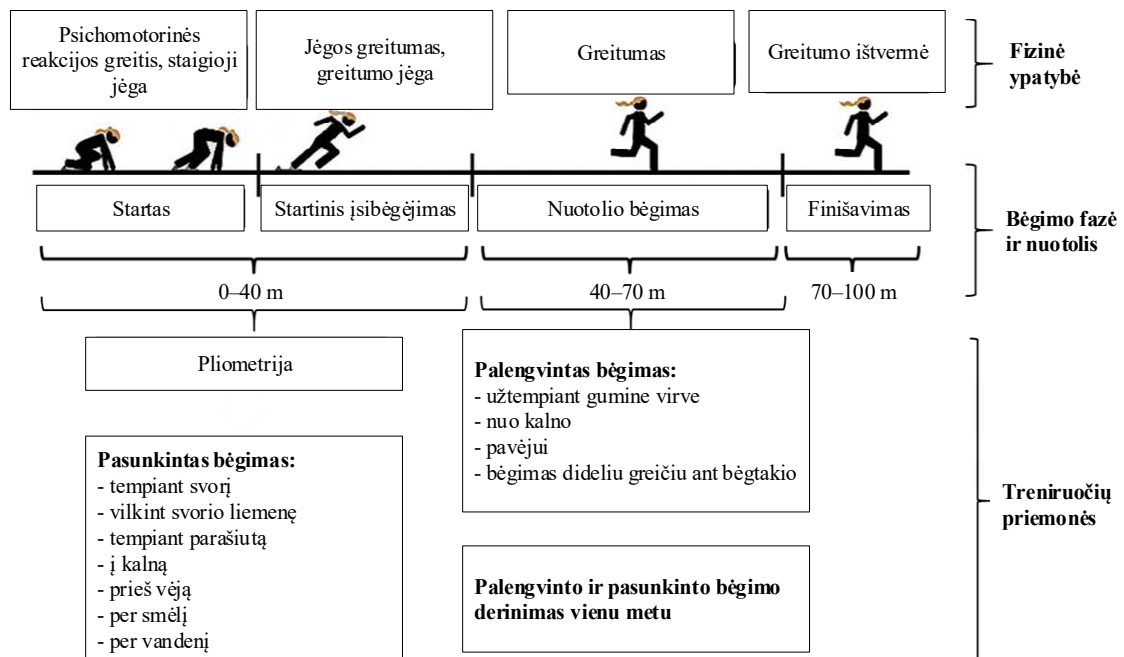 Psichomotorinės
reakcijos greitis, staigioji
jėga
Jėgos greitumas,
greitumo jėga
Greitumas
Greitumo ištvermė
Fizinė
ypatybė
Startas
Startinis įsibėgėjimas
Nuotolio bėgimas
Finišavimas
Bėgimo fazė
ir nuotolis
0–40 m
40–70 m
70–100 m
Pliometrija
Palengvintas bėgimas:
- užtempiant gumine virve
- nuo kalno
- pavėjui
- bėgimas dideliu greičiu ant bėgtakio
Pasunkintas bėgimas:
- tempiant svorį
- vilkint svorio liemenę
- tempiant parašiutą
- į kalną
- prieš vėją
- per smėlį
- per vandenį
Palengvinto ir pasunkinto bėgimo
derinimas vienu metu
Treniruočių
priemonės